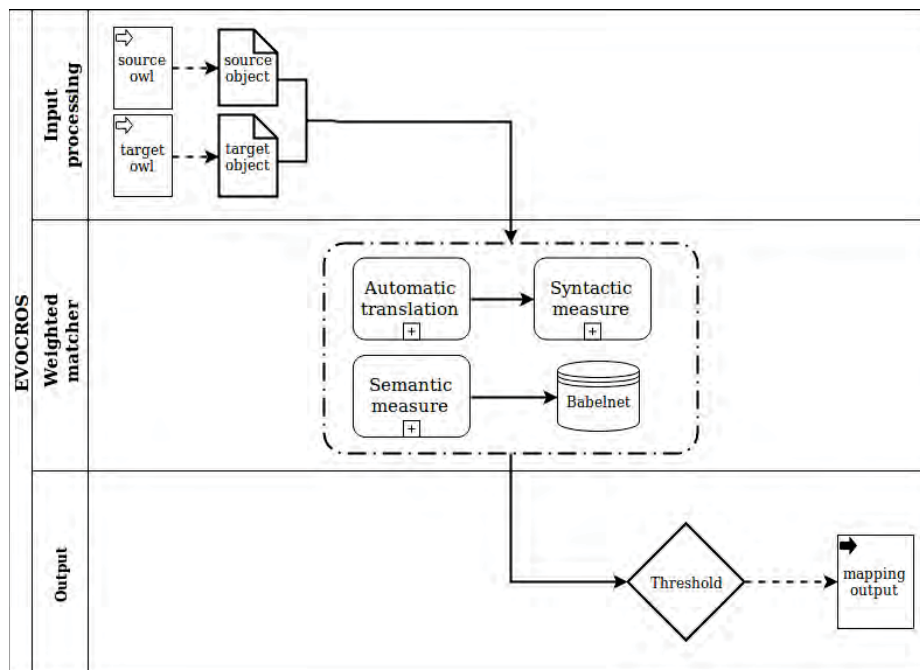 EVOCROS
Input
processing
source
owl
source
object
target
owl
target
object
Weighted
matcher
Automatic
translation
+
Syntactic
measure
+
Semantic
measure
+
Babelnet
Output
Threshold
mapping
output